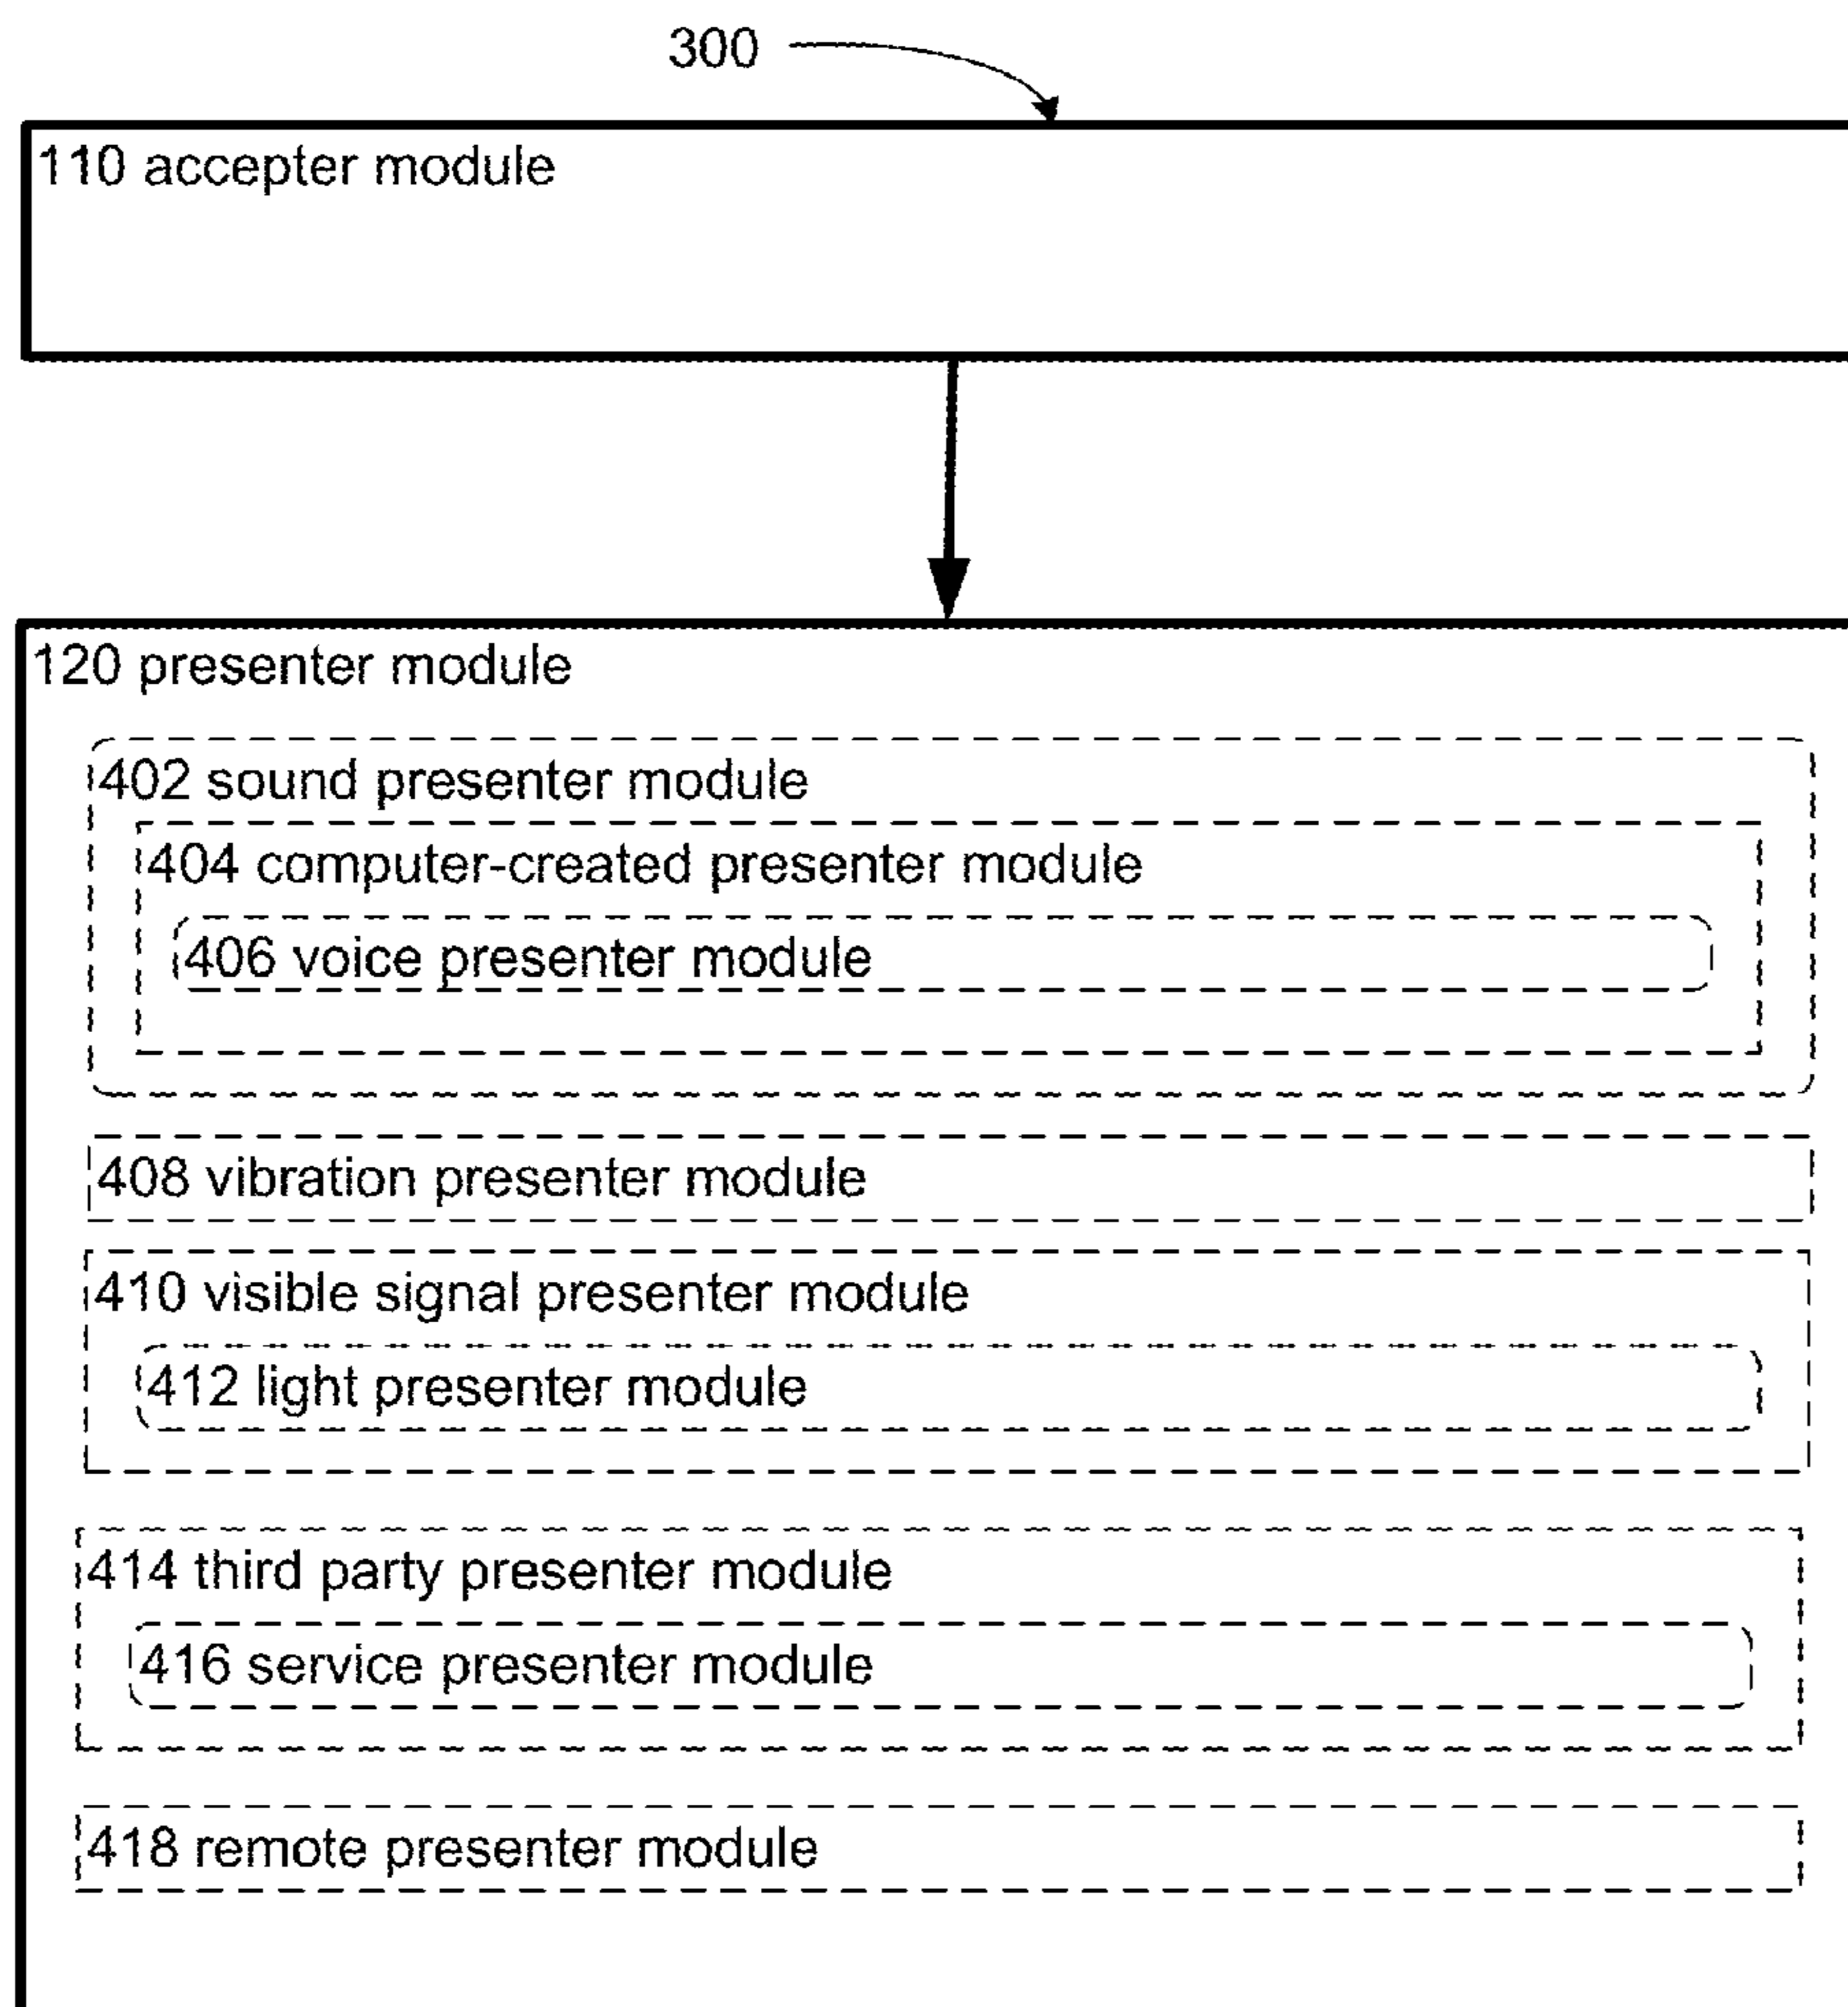 300
110 accepter module
120 presenter module
402 sound presenter module
404 computer-created presenter module
406 voice presenter module
408 vibration presenter module
410 visible signal presenter module
412 light presenter module
414 third party presenter module
416 service presenter module
418 remote presenter module